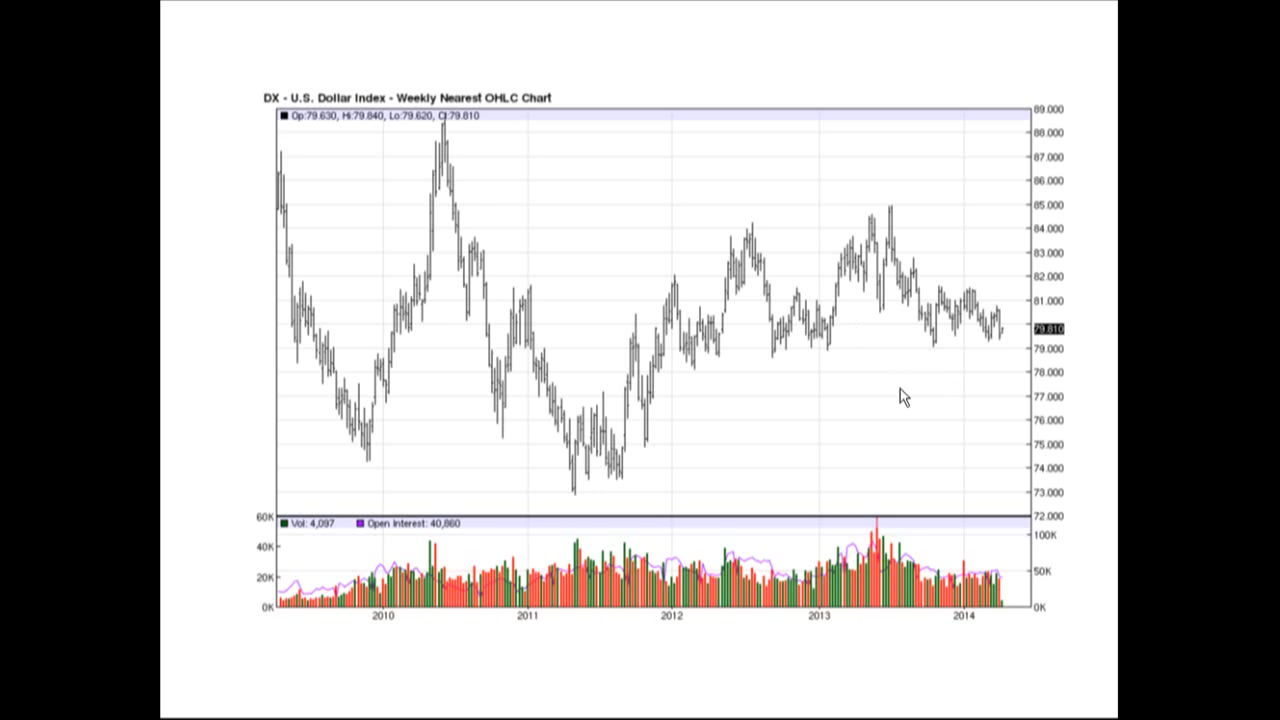 DX - U.S. Dollar Index - Weekly Nearest OHLC Chart
Op:79.630, Hi:79.840, Lo:79.620, Cl:79.810
89.000
88.000
87.000
86.000
85.000
84.000
83.000
82.000
81.000
79.810
79.000
78.000
77.000
76.000
75.000
74.000
73.000
72.000
Vol: 4,097 Open Interest: 40,860
60K
40K
20K
0K
100K
50K
0K
2010 2011 2012 2013 2014